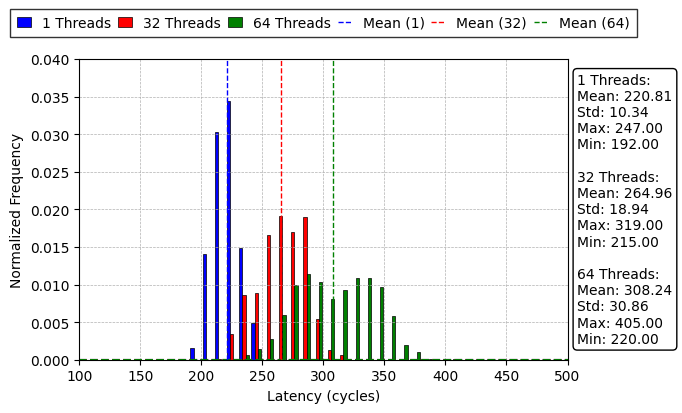 1 Threads 32 Threads 64 Threads Mean (1) Mean (32) Mean (64)
0.040
0.035
0.030
0.025
0.020
0.015
0.010
0.005
0.000
Normalized Frequency
100 150 200 250 300 350 400 450 500
Latency (cycles)
1 Threads:
Mean: 220.81
Std: 10.34
Max: 247.00
Min: 192.00
32 Threads:
Mean: 264.96
Std: 18.94
Max: 319.00
Min: 215.00
64 Threads:
Mean: 308.24
Std: 30.86
Max: 405.00
Min: 220.00